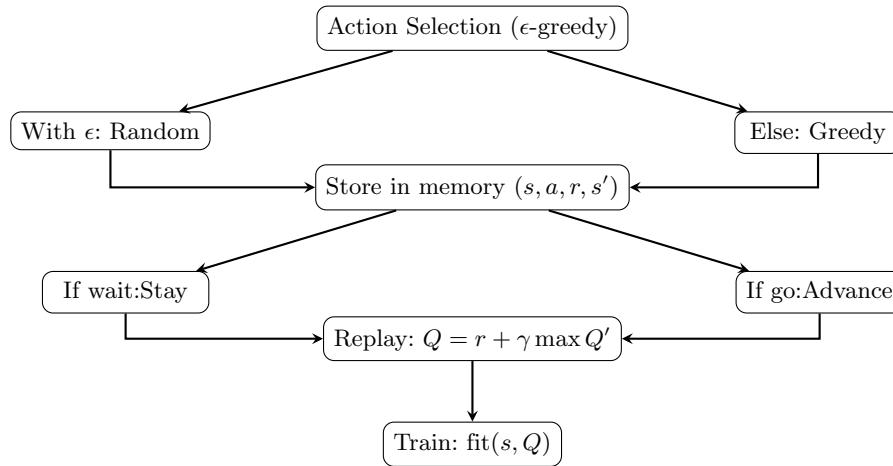 Action Selection (ϵ-greedy)
With ϵ: Random
Else: Greedy
Store in memory (s, a, r, s′)
If wait:Stay
If go:Advance
Replay: Q = r + γ max Q′
Train: fit(s, Q)